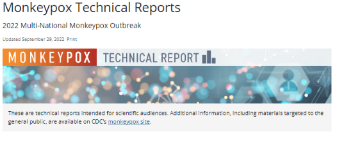 Monkeypox Technical Reports
2022 Multi-National Monkeypox Outbreak
Updated September 29, 2022 Print
MONKEYPOX TECHNICAL REPORT
These are technical reports intended for scientific audiences. Additional information, including materials targeted to the
general public, are available on CDC's monkeypox site.